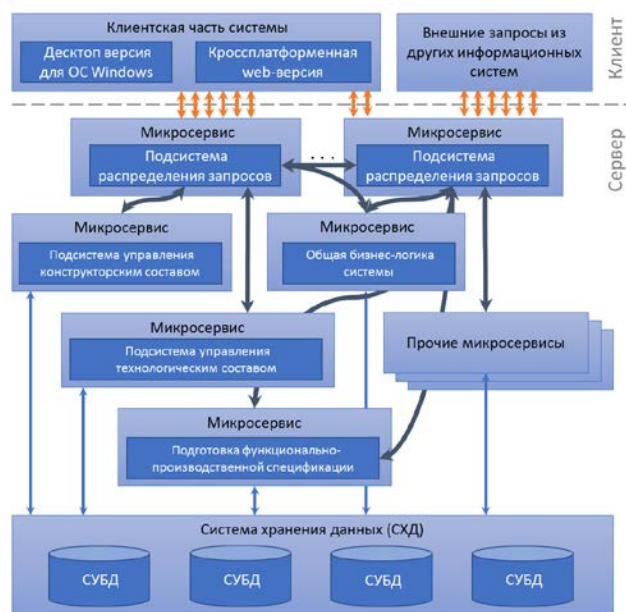 Клиентская часть системы
Десктоп версия
для ОС Windows
Кроссплатформенная
web-версия
Внешние запросы из
других информационных
систем
Клиент
Сервер
Микросервис
Подсистема
распределения запросов
. . .
Микросервис
Подсистема
распределения запросов
Микросервис
Подсистема управления
конструкторским составом
Микросервис
Общая бизнес-логика
системы
Микросервис
Подсистема управления
технологическим составом
Прочие микросервисы
Микросервис
Подготовка функционально-
производственной спецификации
Система хранения данных (СХД)
СУБД
СУБД
СУБД
СУБД